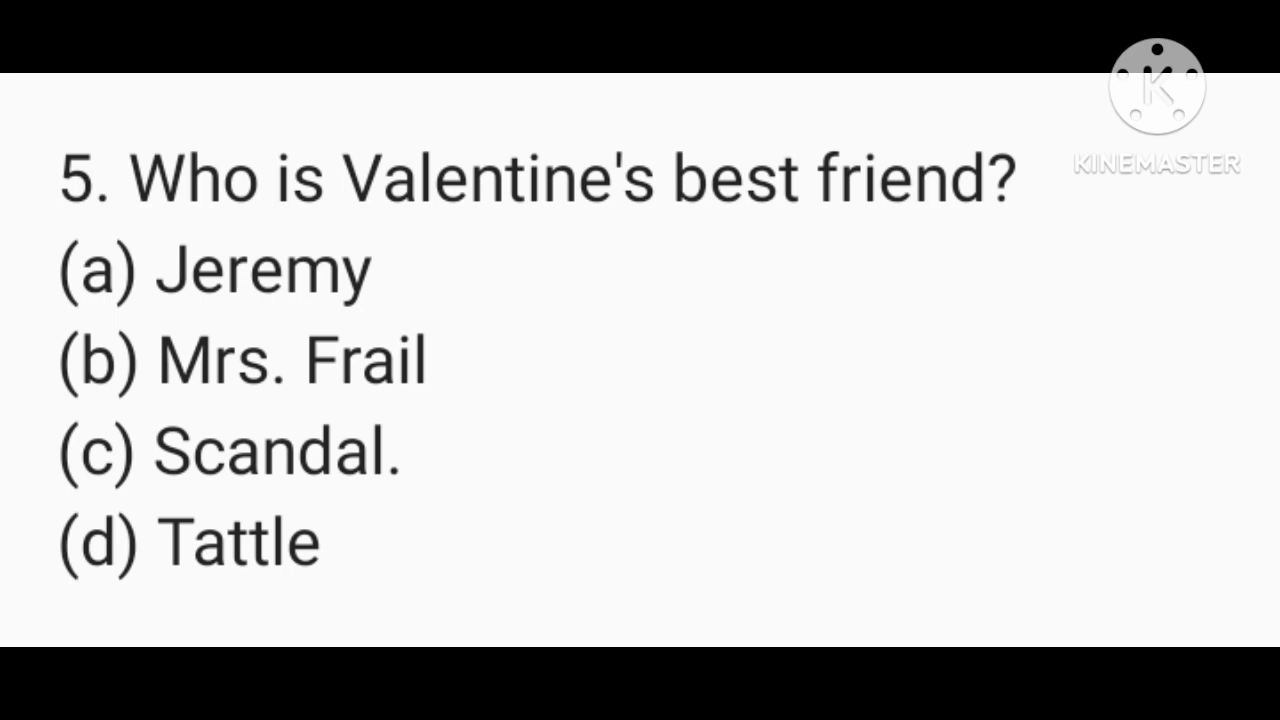 5. Who is Valentine's best friend?
(a) Jeremy
(b) Mrs. Frail
(c) Scandal.
(d) Tattle
K
KINEMASTER